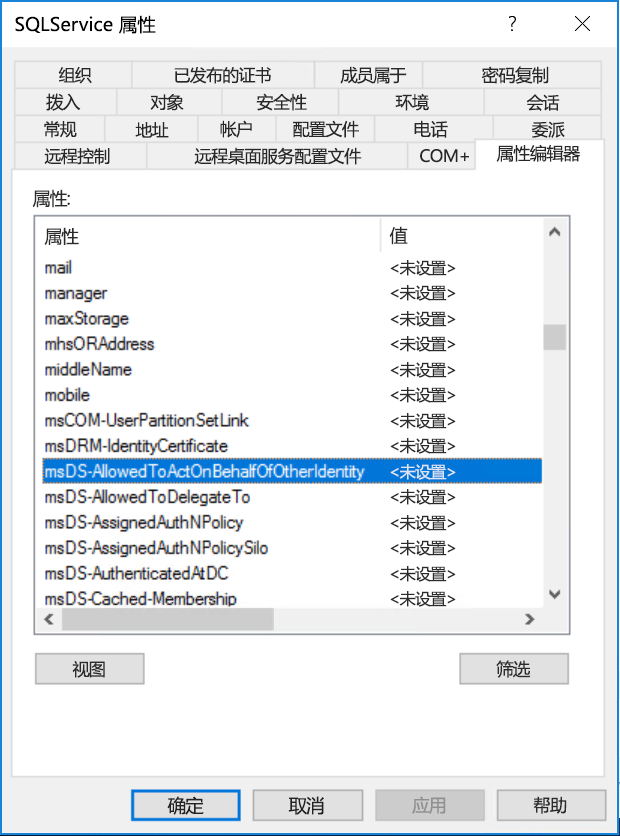 SQLService 属性
?
组织 已发布的证书 成员属于 密码复制
拨入 对象 安全性 环境 会话
常规 地址 帐户 配置文件 电话 委派
远程控制 远程桌面服务配置文件 COM+ 属性编辑器
属性:
属性 值
mail <未设置>
manager <未设置>
maxStorage <未设置>
mhsORAddress <未设置>
middleName <未设置>
mobile <未设置>
msCOM-UserPartitionSetLink <未设置>
msDRM-IdentityCertificate <未设置>
msDS-AllowedToActOnBehalfOfOtherIdentity <未设置>
msDS-AllowedToDelegateTo <未设置>
msDS-AssignedAuthNPolicy <未设置>
msDS-AssignedAuthNPolicySilo <未设置>
msDS-AuthenticatedAtDC <未设置>
msDS-Cached-Membership <未设置>
视图 筛选
确定 取消 应用 帮助